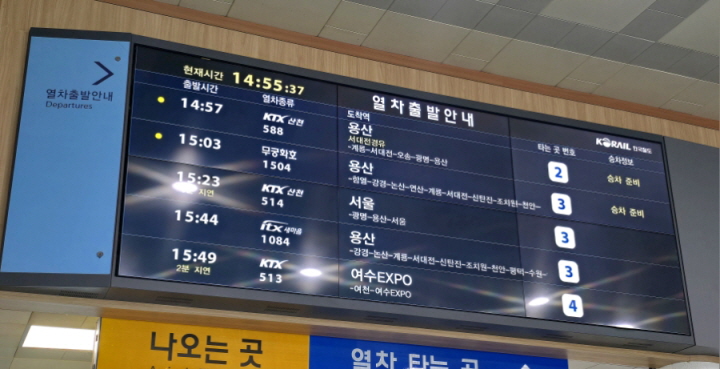 열차출발안내
Departures
현재시간 14:55:37
열차출발안내
KORAIL 한국철도
출발시간 열차종류 도착역 타는 곳 번호 승차정보
14:57 KTX 산천 588 용산 2 승차 준비
서대전경유
-계룡-서대전-오송-광명-용산
15:03 무궁화호 1504 용산 3 승차 준비
-함열-강경-논산-연산-계룡-서대전-신탄진-조치원-천안-
15:23 KTX 산천 514 서울 3
지연
-광명-용산-서울
15:44 itx 새마을 1084 용산 3
-강경-논산-계룡-서대전-신탄진-조치원-천안-평택-수원-
15:49 KTX 513 여수EXPO 4
2분 지연
-여천-여수EXPO
나오는 곳
열차 타는 곳